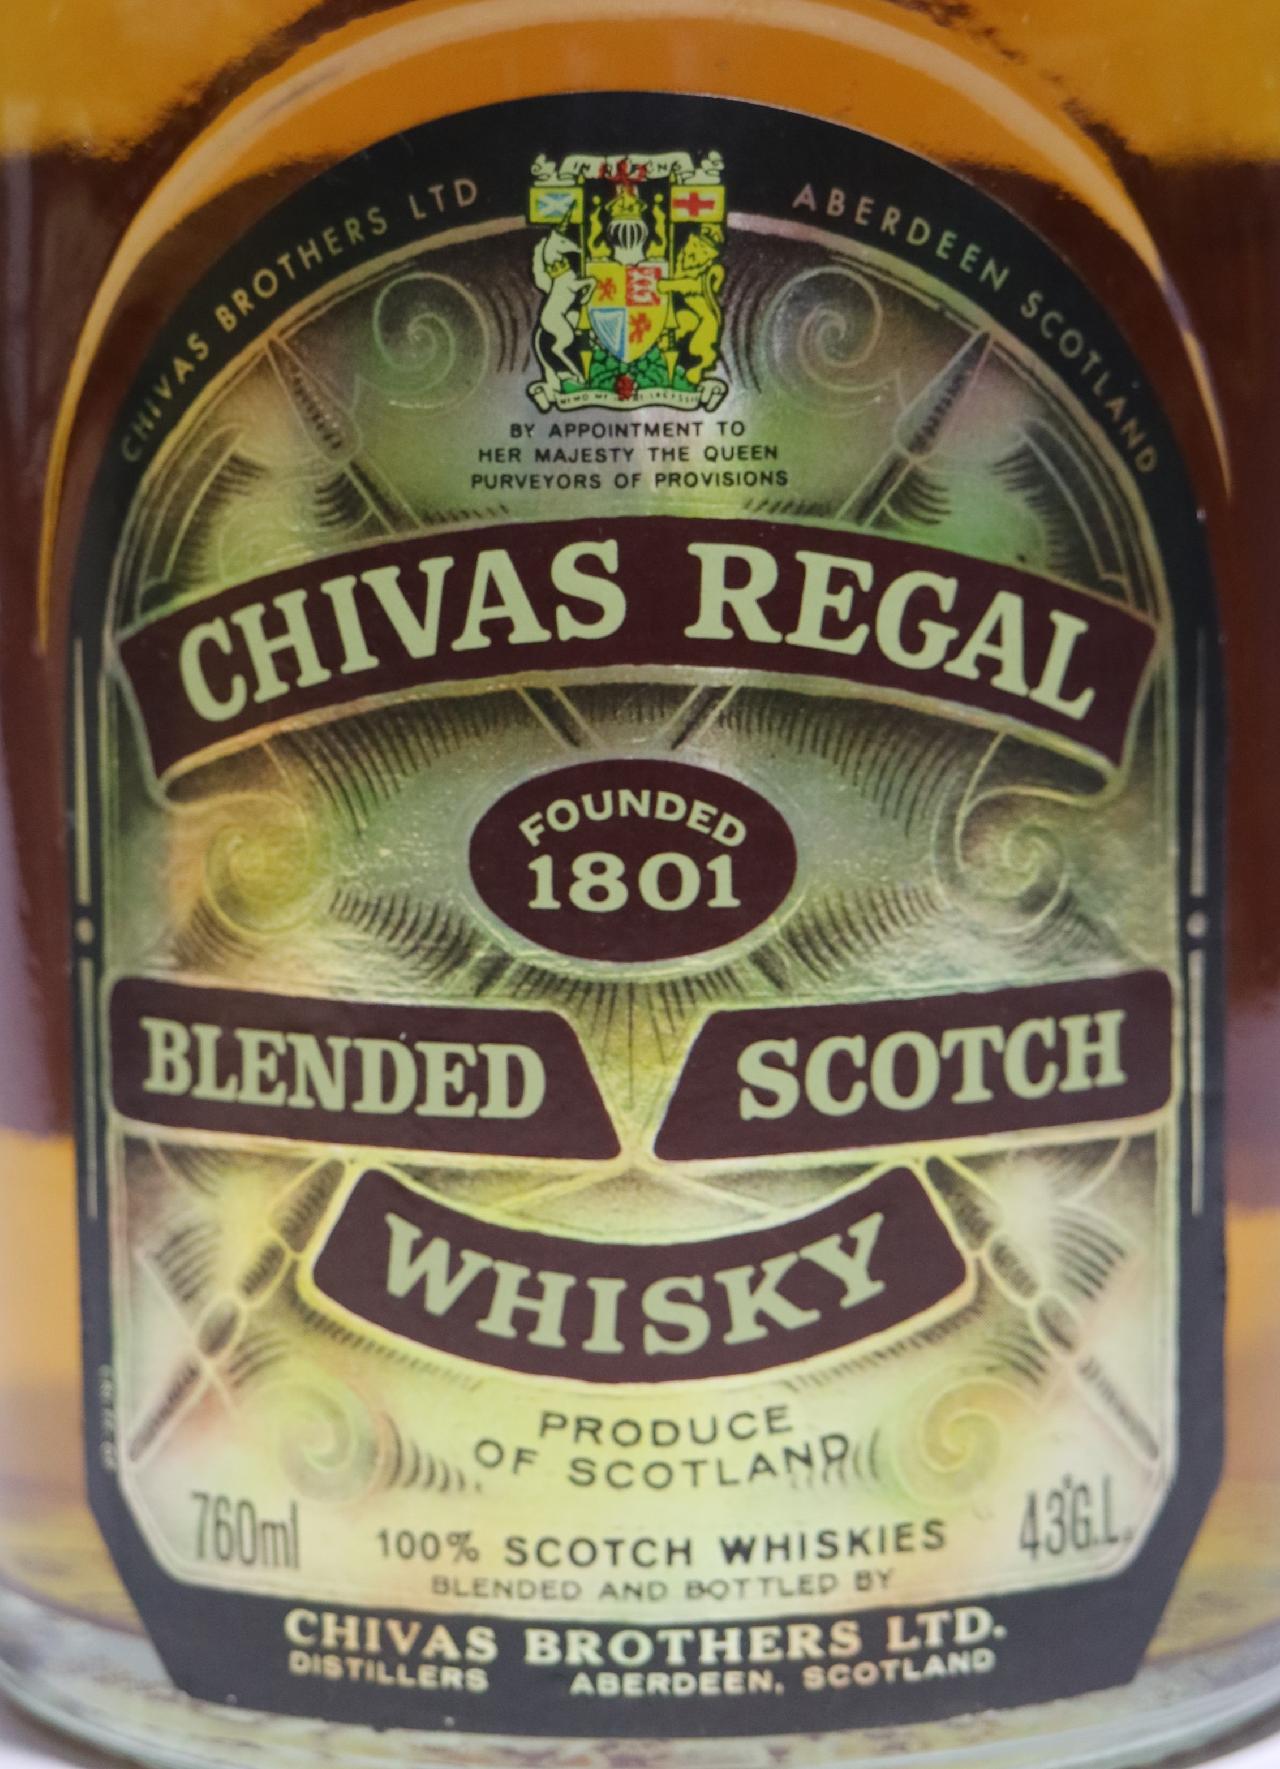 CHIVAS BROTHERS LTD
ABERDEEN SCOTLAND
BY APPOINTMENT TO
HER MAJESTY THE QUEEN
PURVEYORS OF PROVISIONS
CHIVAS REGAL
FOUNDED
1801
BLENDED SCOTCH
WHISKY
PRODUCE
OF SCOTLAND
760ml
43°G.L.
100% SCOTCH WHISKIES
BLENDED AND BOTTLED BY
CHIVAS BROTHERS LTD.
DISTILLERS ABERDEEN, SCOTLAND